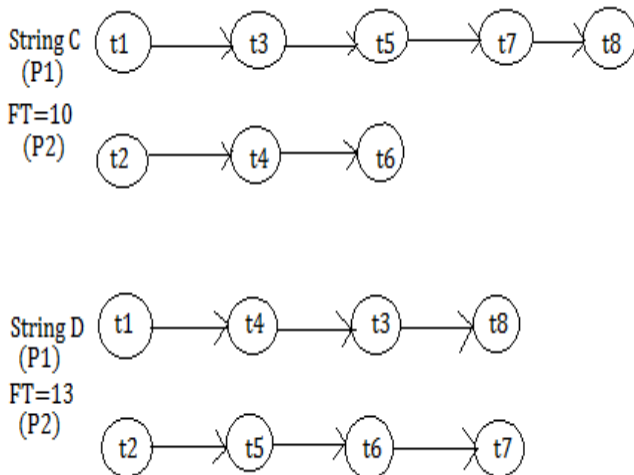 String C t1 t3 t5 t7 t8
(P1)
FT=10
(P2) t2 t4 t6
String D t1 t4 t3 t8
(P1)
FT=13
(P2) t2 t5 t6 t7